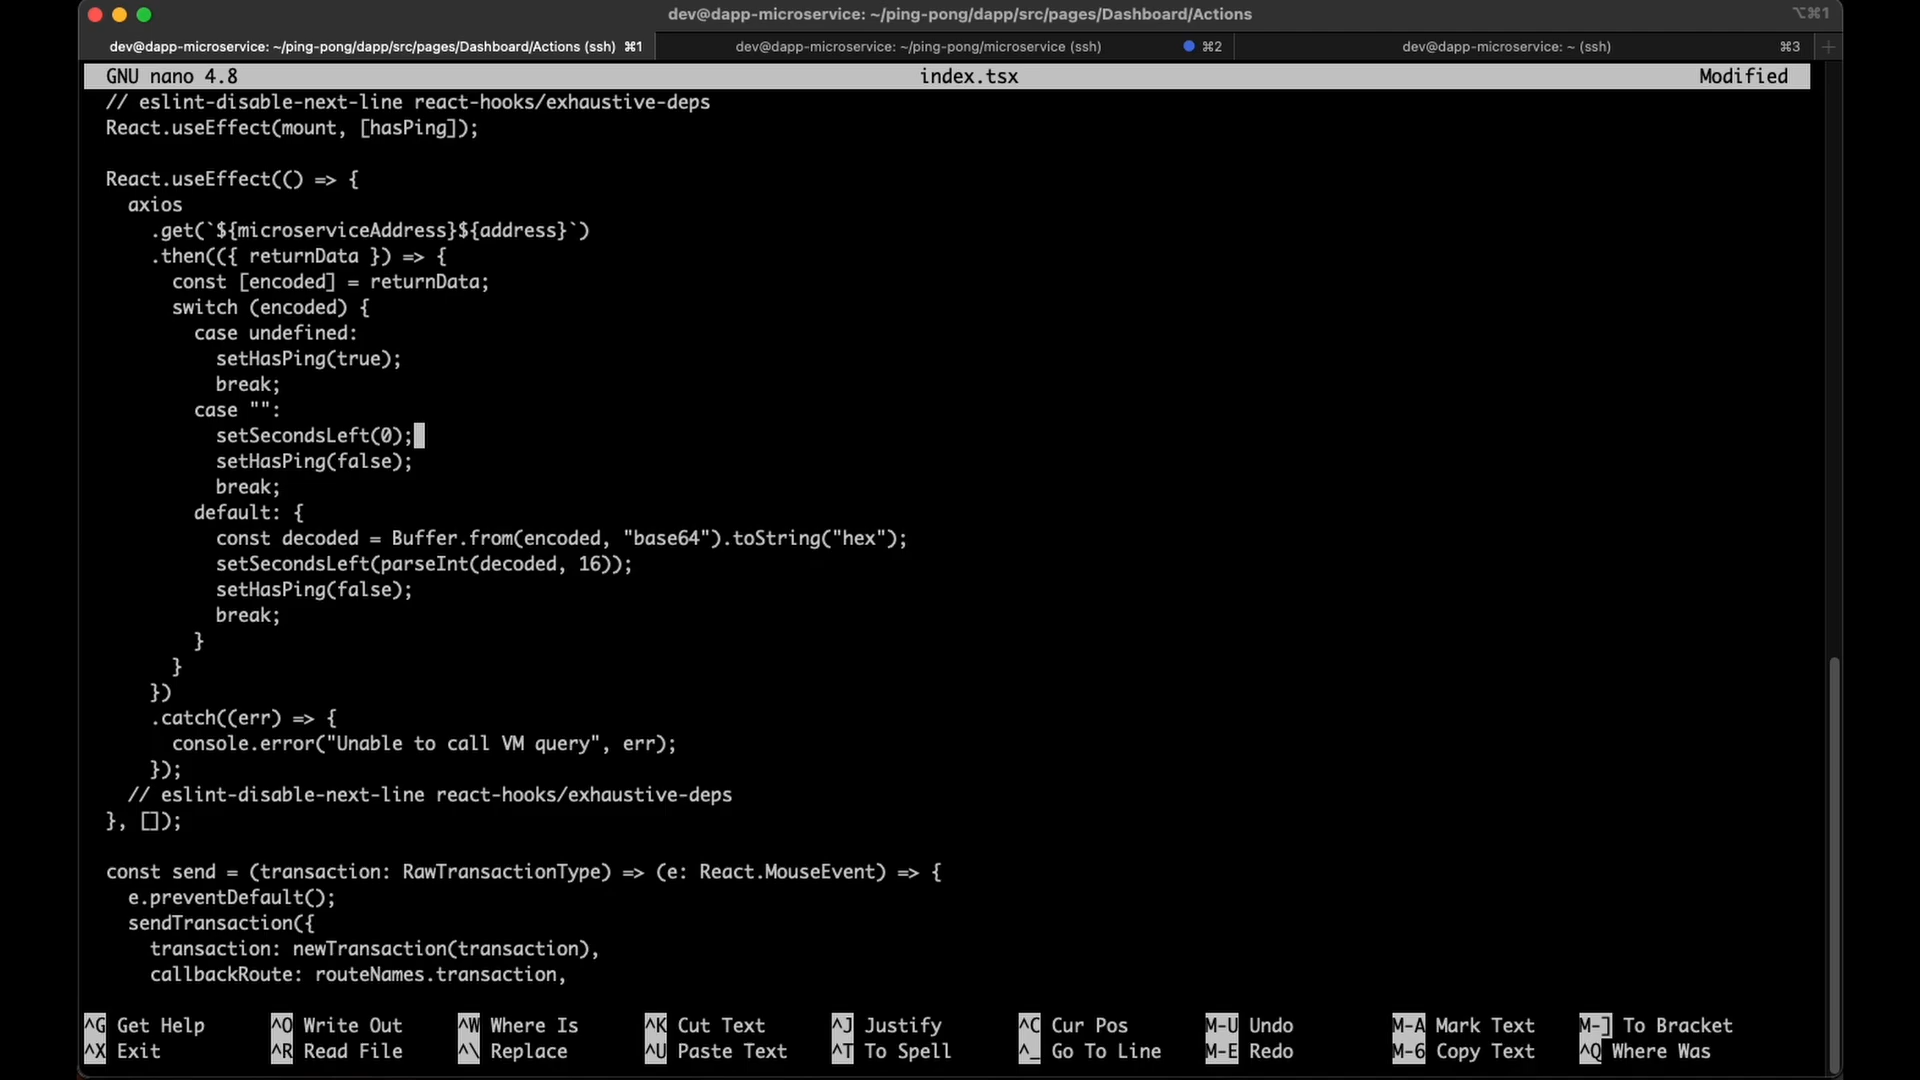 dev@dapp-microservice: ~/ping-pong/dapp/src/pages/Dashboard/Actions
⌥⌘1
dev@dapp-microservice: ~/ping-pong/dapp/src/pages/Dashboard/Actions (ssh) ⌘1
dev@dapp-microservice: ~/ping-pong/microservice (ssh) ⌘2
dev@dapp-microservice: ~ (ssh) ⌘3
+
GNU nano 4.8 index.tsx Modified
// eslint-disable-next-line react-hooks/exhaustive-deps
React.useEffect(mount, [hasPing]);
React.useEffect(() => {
axios
.get(`${microserviceAddress}${address}`)
.then(({ returnData }) => {
const [encoded] = returnData;
switch (encoded) {
case undefined:
setHasPing(true);
break;
case "":
setSecondsLeft(0);
setHasPing(false);
break;
default: {
const decoded = Buffer.from(encoded, "base64").toString("hex");
setSecondsLeft(parseInt(decoded, 16));
setHasPing(false);
break;
}
}
})
.catch((err) => {
console.error("Unable to call VM query", err);
});
// eslint-disable-next-line react-hooks/exhaustive-deps
}, []);
const send = (transaction: RawTransactionType) => (e: React.MouseEvent) => {
e.preventDefault();
sendTransaction({
transaction: newTransaction(transaction),
callbackRoute: routeNames.transaction,
^G Get Help ^O Write Out ^W Where Is ^K Cut Text ^J Justify ^C Cur Pos M-U Undo M-A Mark Text M-] To Bracket
^X Exit ^R Read File ^\ Replace ^U Paste Text ^T To Spell ^_ Go To Line M-E Redo M-6 Copy Text ^Q Where Was